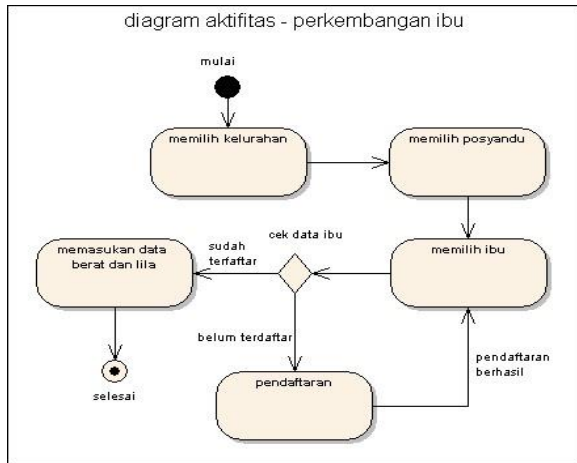 diagram aktifitas - perkembangan ibu
mulai
memilih kelurahan
memilih posyandu
memilih ibu
cek data ibu
sudah
terfaftar
memasukan data
berat dan lila
selesai
belum terdaftar
pendaftaran
pendaftaran
berhasil